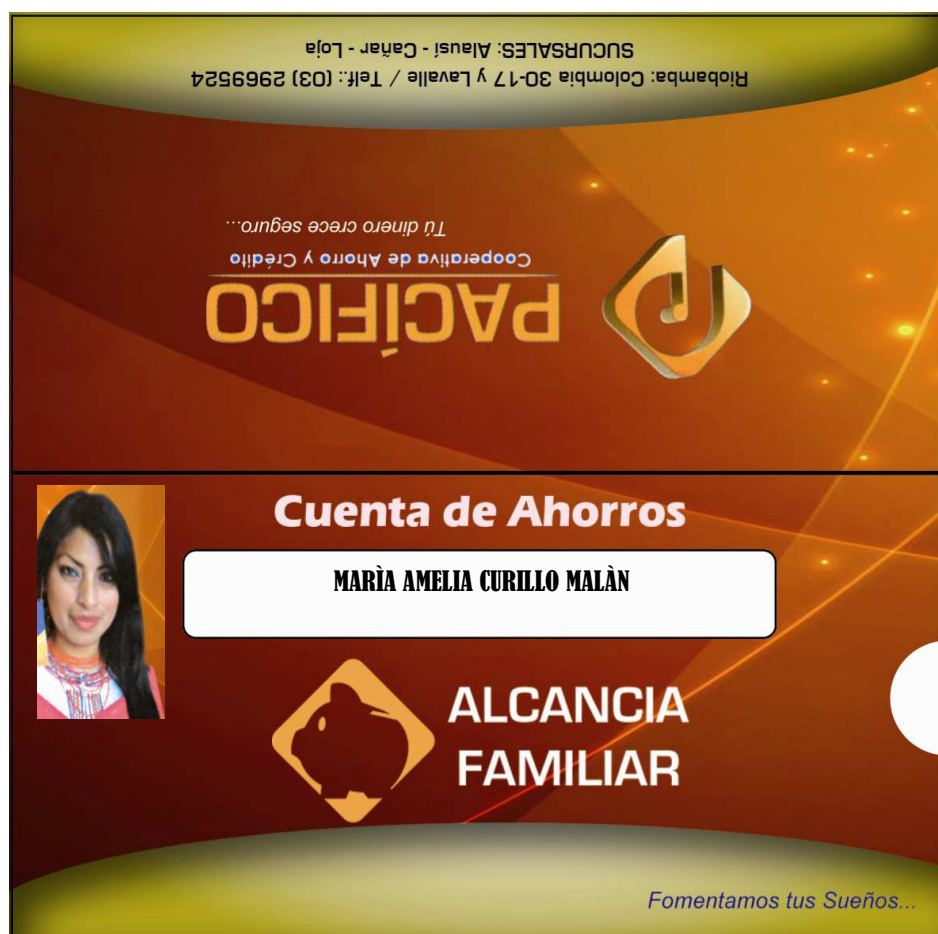 Riobamba: Colombia 30-17 y Lavalle / Telf.: (03) 2969524
SUCURSALES: Alausí - Cañar - Loja
PACÍFICO
Cooperativa de Ahorro y Crédito
Tú dinero crece seguro...
Cuenta de Ahorros
MARÌA AMELIA CURILLO MALÀN
ALCANCIA
FAMILIAR
Fomentamos tus Sueños...